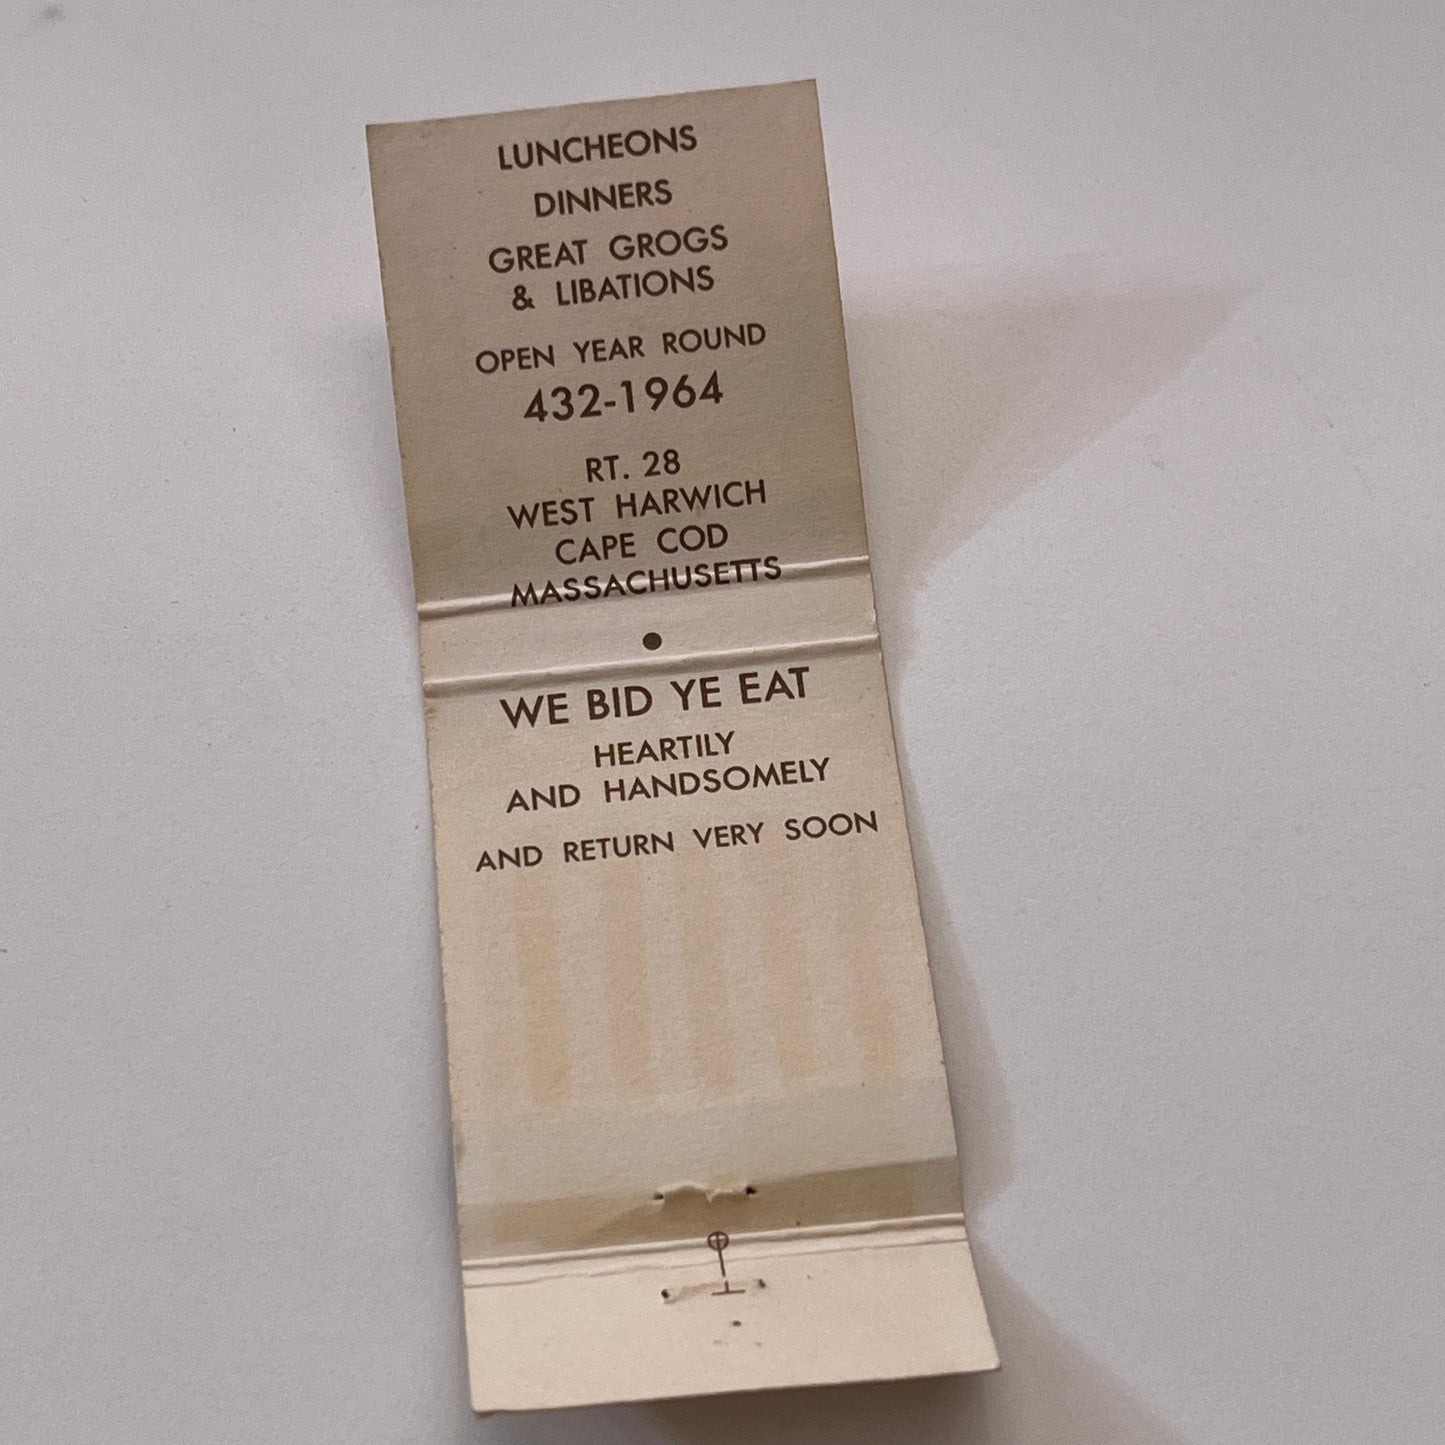 LUNCHEONS
DINNERS
GREAT GROGS
& LIBATIONS
OPEN YEAR ROUND
432-1964
RT. 28
WEST HARWICH
CAPE COD
MASSACHUSETTS
WE BID YE EAT
HEARTILY
AND HANDSOMELY
AND RETURN VERY SOON